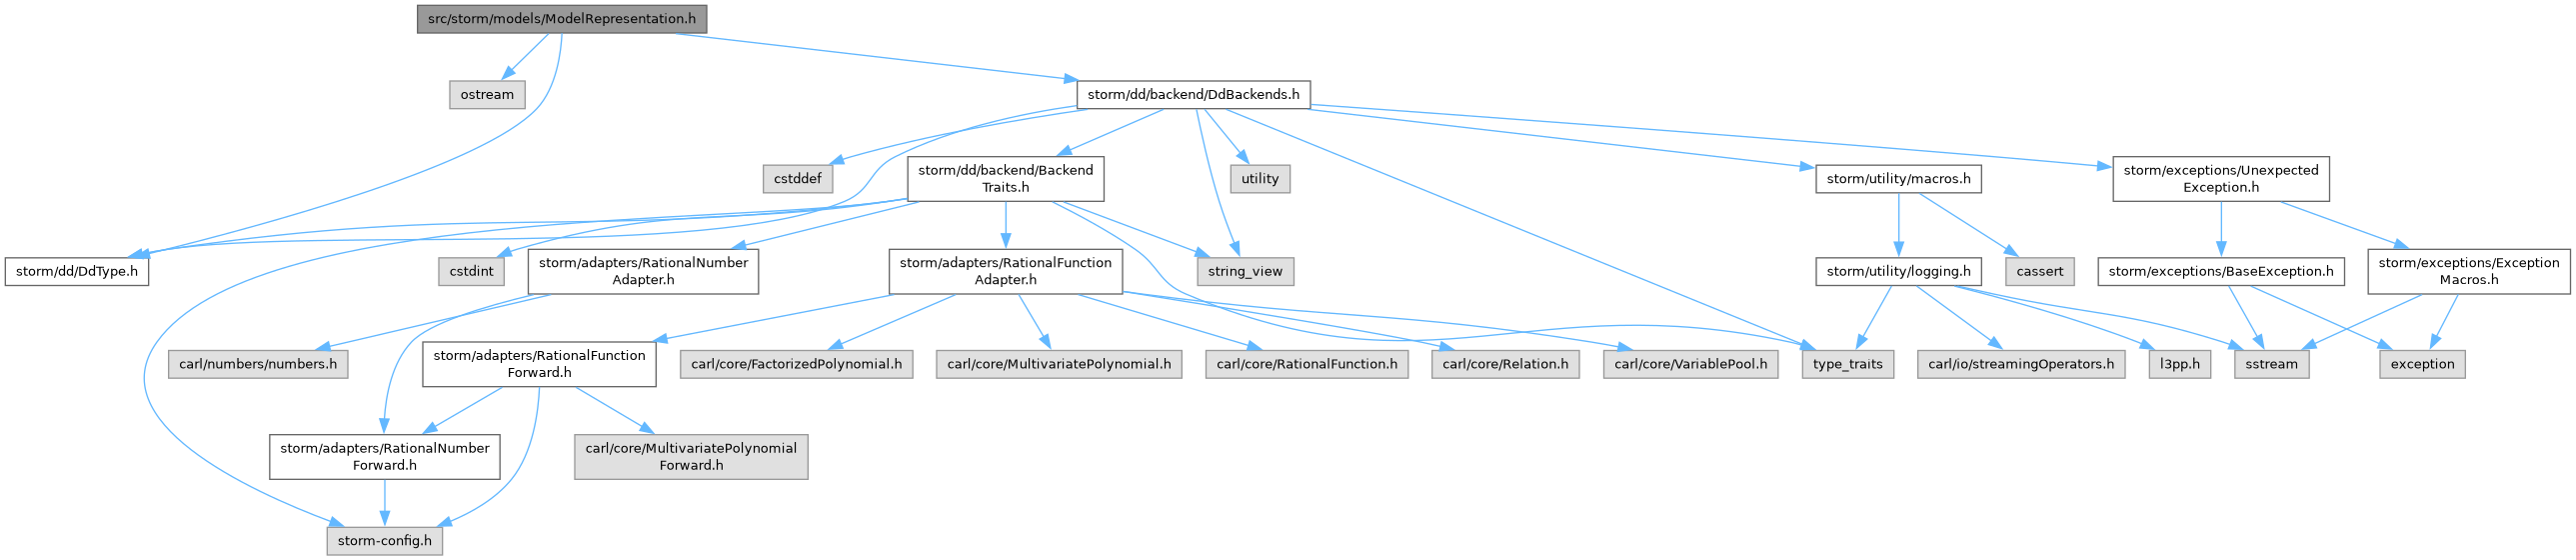 src/storm/models/ModelRepresentation.h
ostream
storm/dd/backend/DdBackends.h
cstddef
storm/dd/backend/Backend
Traits.h
utility
storm/utility/macros.h
storm/exceptions/Unexpected
Exception.h
storm/dd/DdType.h
cstdint
storm/adapters/RationalNumber
Adapter.h
storm/adapters/RationalFunction
Adapter.h
string_view
storm/utility/logging.h
cassert
storm/exceptions/BaseException.h
storm/exceptions/Exception
Macros.h
carl/numbers/numbers.h
storm/adapters/RationalFunction
Forward.h
carl/core/FactorizedPolynomial.h
carl/core/MultivariatePolynomial.h
carl/core/RationalFunction.h
carl/core/Relation.h
carl/core/VariablePool.h
type_traits
carl/io/streamingOperators.h
l3pp.h
sstream
exception
storm/adapters/RationalNumber
Forward.h
carl/core/MultivariatePolynomial
Forward.h
storm-config.h